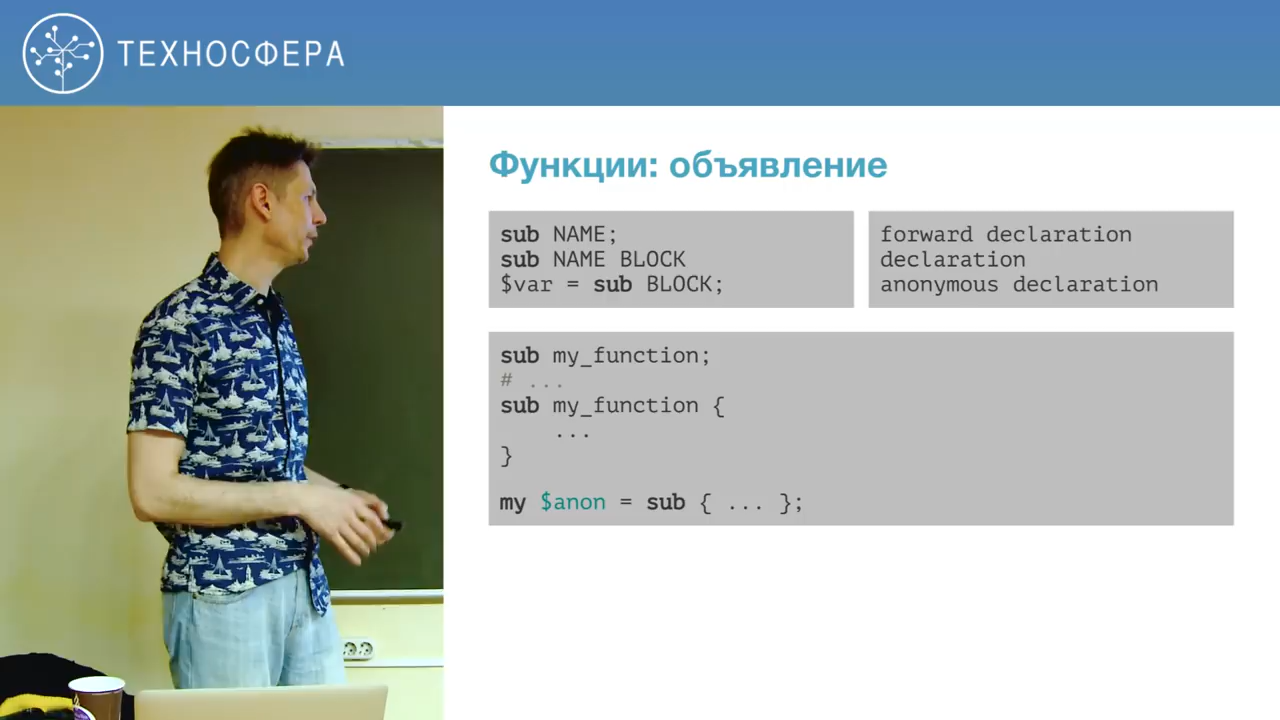 ТЕХНОСФЕРА
Функции: объявление
sub NAME;
sub NAME BLOCK
$var = sub BLOCK;
forward declaration
declaration
anonymous declaration
sub my_function;
# ...
sub my_function {
...
}
my $anon = sub { ... };